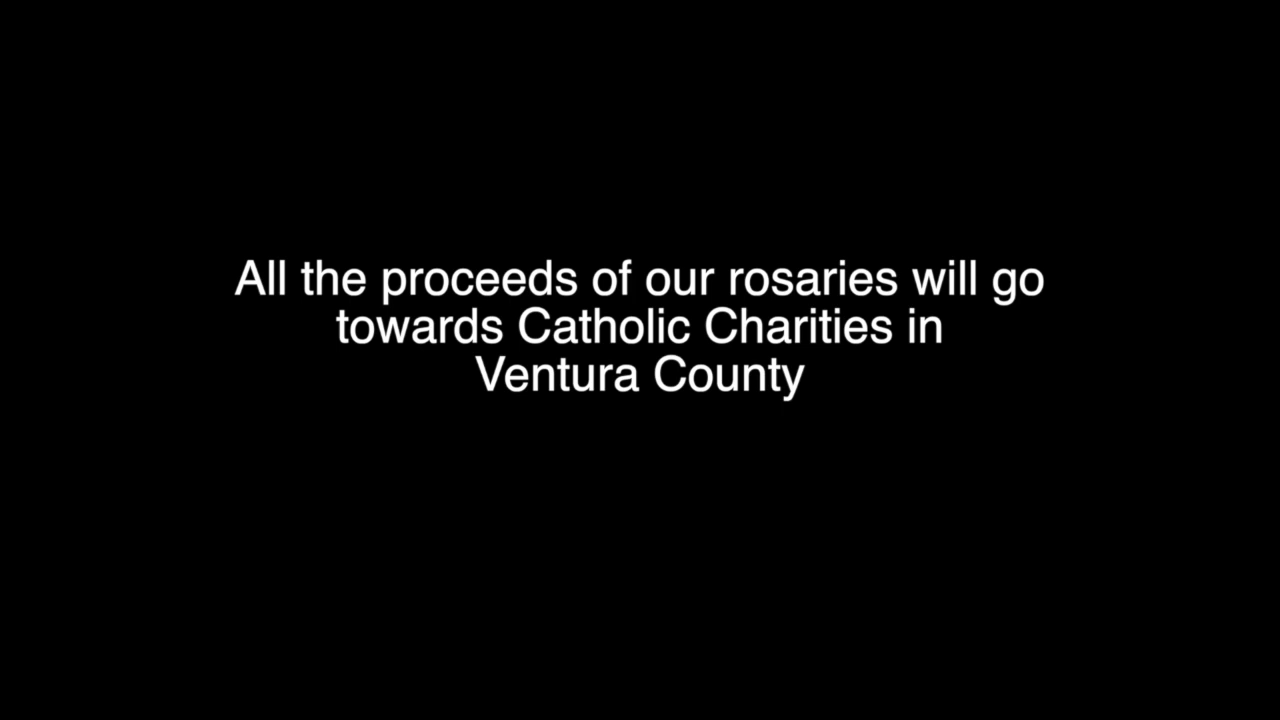 All the proceeds of our rosaries will go
towards Catholic Charities in
Ventura County